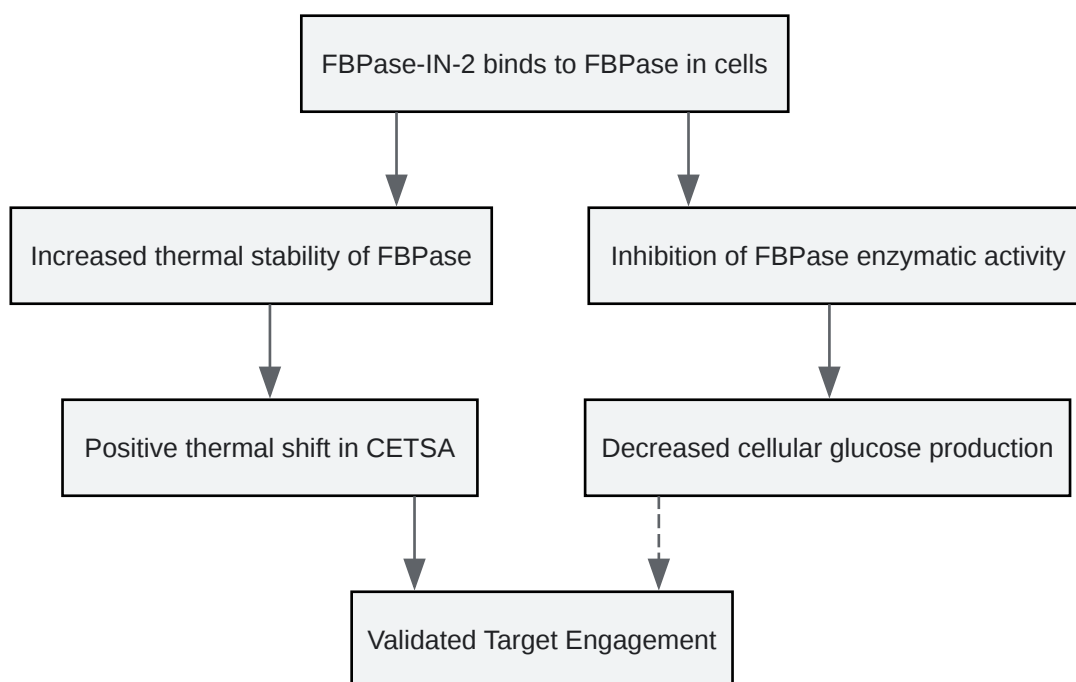 FBPase-IN-2 binds to FBPase in cells
Increased thermal stability of FBPase
Inhibition of FBPase enzymatic activity
Positive thermal shift in CETSA
Decreased cellular glucose production
Validated Target Engagement